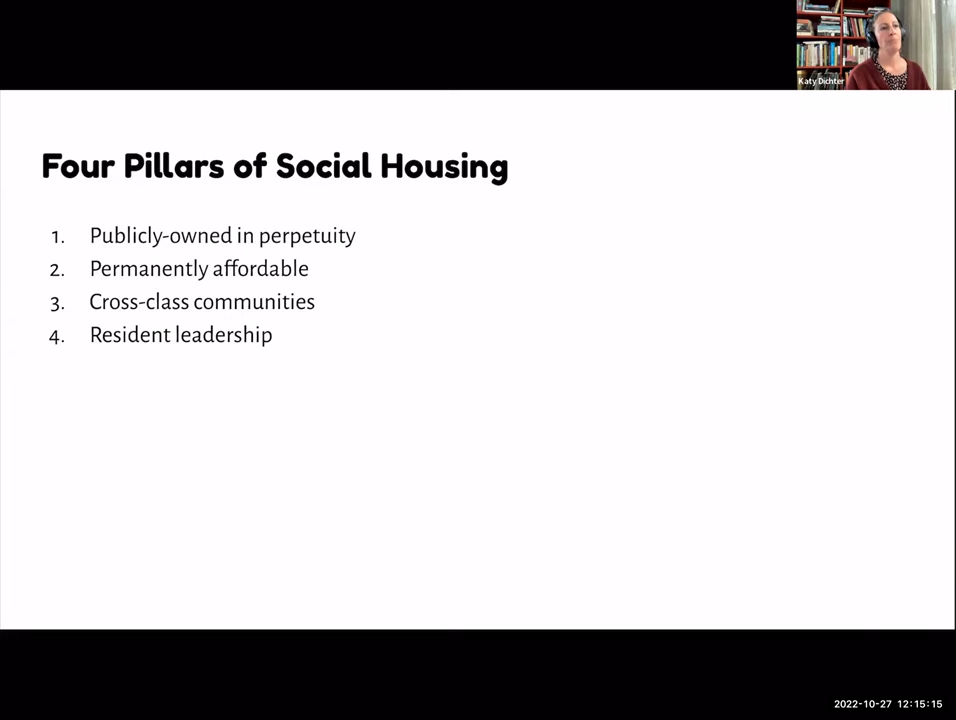 Katy Dichter
Four Pillars of Social Housing
1. Publicly-owned in perpetuity
2. Permanently affordable
3. Cross-class communities
4. Resident leadership
2022-10-27 12:15:15